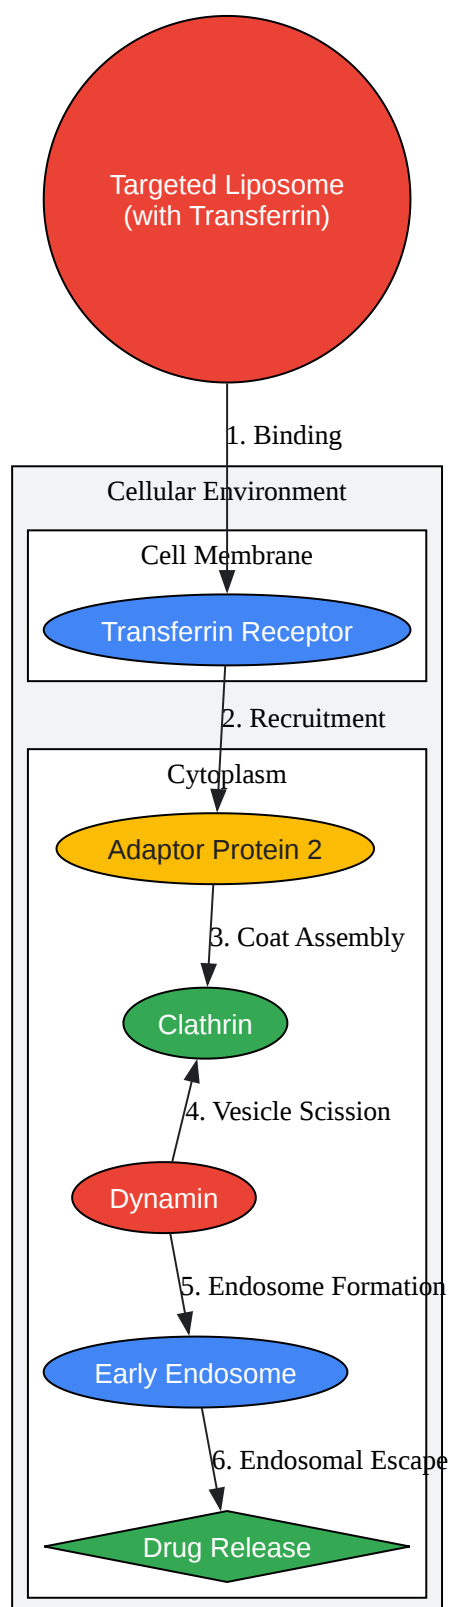 Targeted Liposome
(with Transferrin)
1. Binding
Cellular Environment
Cell Membrane
Transferrin Receptor
2. Recruitment
Cytoplasm
Adaptor Protein 2
3. Coat Assembly
Clathrin
4. Vesicle Scission
Dynamin
5. Endosome Formation
Early Endosome
6. Endosomal Escape
Drug Release